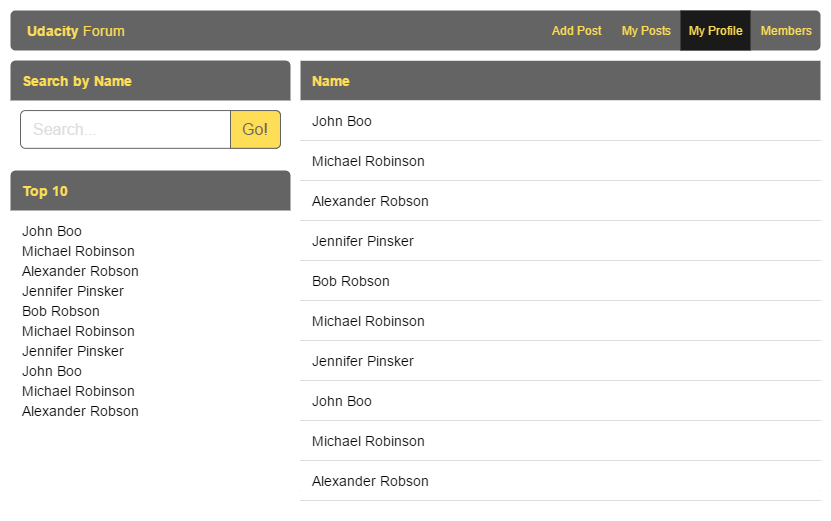 Udacity Forum
Add Post
My Posts
My Profile
Members
Search by Name
Search...
Go!
Top 10
John Boo
Michael Robinson
Alexander Robson
Jennifer Pinsker
Bob Robson
Michael Robinson
Jennifer Pinsker
John Boo
Michael Robinson
Alexander Robson
Name
John Boo
Michael Robinson
Alexander Robson
Jennifer Pinsker
Bob Robson
Michael Robinson
Jennifer Pinsker
John Boo
Michael Robinson
Alexander Robson